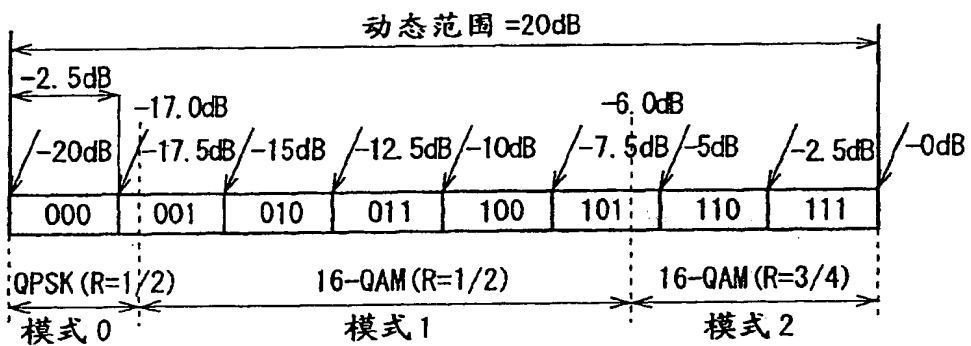 动态范围=20dB
-2.5dB
-17.0dB
-6.0dB
-20dB -17.5dB -15dB -12.5dB -10dB -7.5dB -5dB -2.5dB -0dB
000 001 010 011 100 101 110 111
QPSK(R=1/2) 16-QAM(R=1/2) 16-QAM(R=3/4)
模式0 模式1 模式2